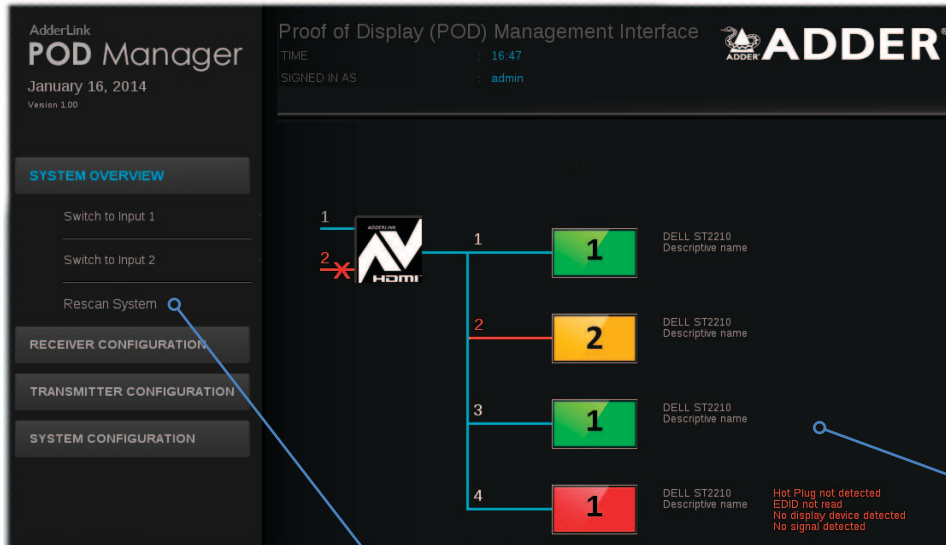 AdderLink
POD Manager
January 16, 2014
Version 1.00
Proof of Display (POD) Management Interface
TIME : 16:47
SIGNED IN AS : admin
ADDER
ADDER®
SYSTEM OVERVIEW
Switch to Input 1
Switch to Input 2
Rescan System
RECEIVER CONFIGURATION
TRANSMITTER CONFIGURATION
SYSTEM CONFIGURATION
1
2
ADDERLINK
AV
HDMI
1
1
DELL ST2210
Descriptive name
2
2
DELL ST2210
Descriptive name
3
1
DELL ST2210
Descriptive name
4
1
DELL ST2210
Descriptive name
Hot Plug not detected
EDID not read
No display device detected
No signal detected